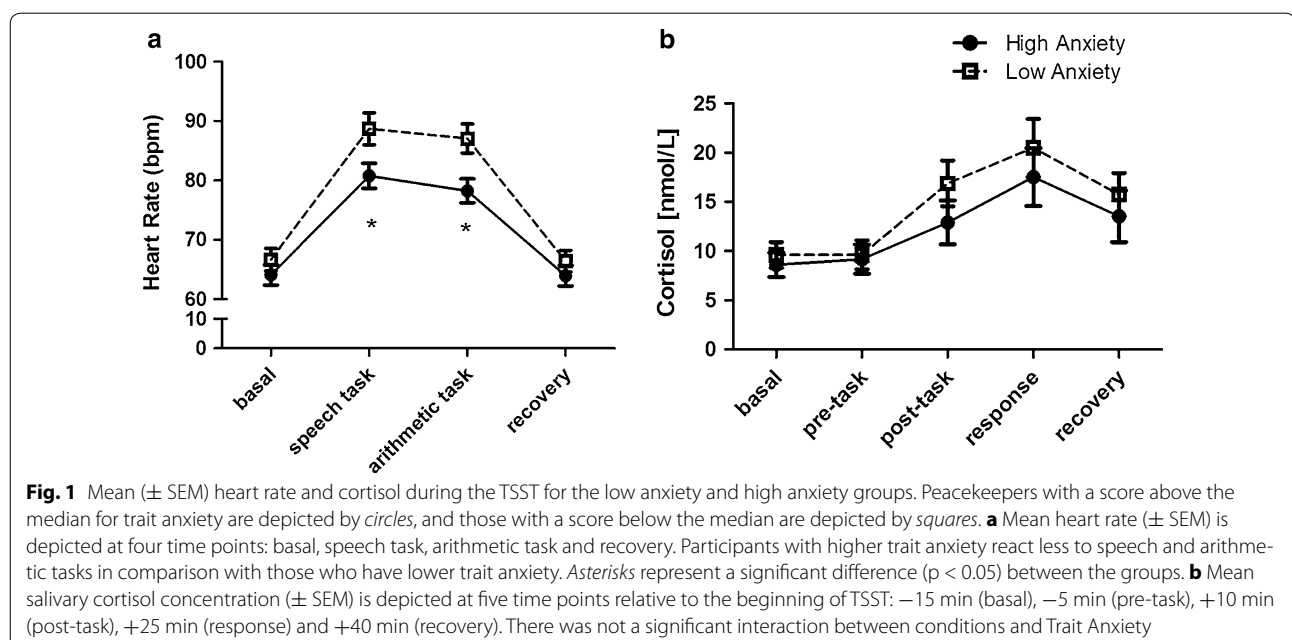 a
100
90
80
70
60
10
0
Heart Rate (bpm)
*
*
basal
speech task
arithmetic task
recovery
b
High Anxiety
Low Anxiety
25
20
15
10
5
0
Cortisol [nmol/L]
basal
pre-task
post-task
response
recovery
Fig. 1 Mean (± SEM) heart rate and cortisol during the TSST for the low anxiety and high anxiety groups. Peacekeepers with a score above the
median for trait anxiety are depicted by circles, and those with a score below the median are depicted by squares. a Mean heart rate (± SEM) is
depicted at four time points: basal, speech task, arithmetic task and recovery. Participants with higher trait anxiety react less to speech and arithme-
tic tasks in comparison with those who have lower trait anxiety. Asterisks represent a significant difference (p < 0.05) between the groups. b Mean
salivary cortisol concentration (± SEM) is depicted at five time points relative to the beginning of TSST: −15 min (basal), −5 min (pre-task), +10 min
(post-task), +25 min (response) and +40 min (recovery). There was not a significant interaction between conditions and Trait Anxiety